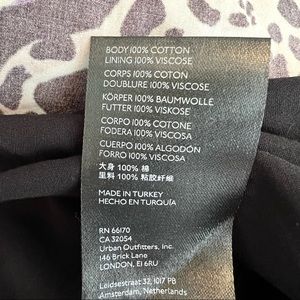 BODY 100% COTTON
LINING 100% VISCOSE
CORPS 100% COTON
DOUBLURE 100% VISCOSE
KÖRPER 100% BAUMWOLLE
FUTTER 100% VISKOSE
CORPO 100% COTONE
FODERA 100% VISCOSA
CUERPO 100% ALGODÓN
FORRO 100% VISCOSA
大身 100% 棉
里料 100% 粘胶纤维
MADE IN TURKEY
HECHO EN TURQUÍA
RN 66170
CA 32054
Urban Outfitters, Inc.
146 Brick Lane
LONDON, E1 6RU
Leidsestraat 32, 1017 PB
Amsterdam, Netherlands